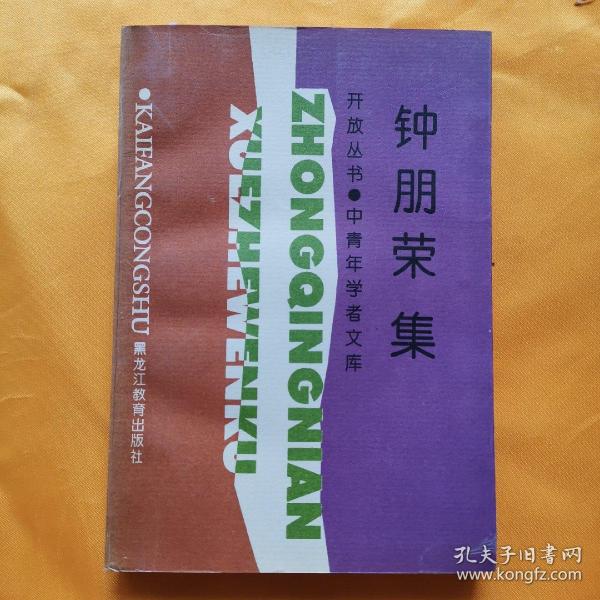 钟朋荣集
开放丛书●中青年学者文库
ZHONGQINGNIAN
XUEZHEWENKU
●KAIFANGCONGSHU
黑龙江教育出版社
孔夫子旧书网
www.kongfz.com